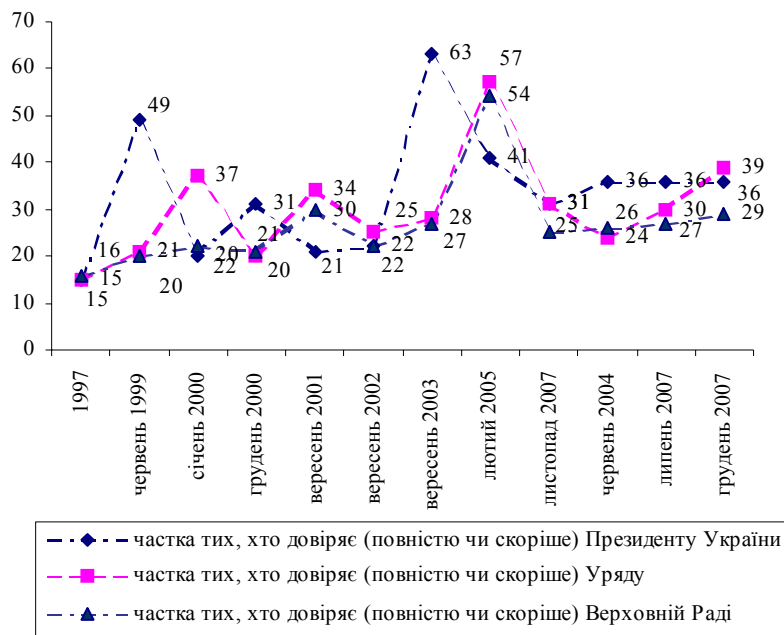 70
60
50
40
30
20
10
0
63
57
54
49
41
37
39
36 36 36
34
31 31 31
30 30
28
29
25
27
26
27
25
24
21 21
20
22
22
22
21
20
20
20
16
15
15
1997
червень 1999
січень 2000
грудень 2000
вересень 2001
вересень 2002
вересень 2003
лютий 2005
листопад 2007
червень 2004
липень 2007
грудень 2007
частка тих, хто довіряє (повністю чи скоріше) Президенту України
частка тих, хто довіряє (повністю чи скоріше) Уряду
частка тих, хто довіряє (повністю чи скоріше) Верховній Раді